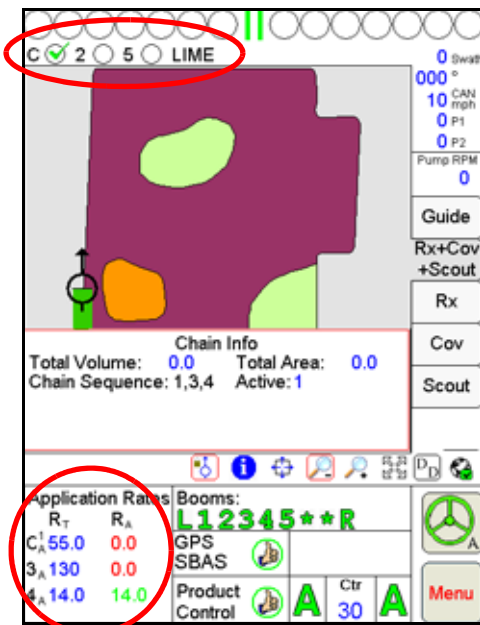 C 2 5 LIME
0 Swath
000 °
10 CAN mph
0 P1
0 P2
Pump RPM
0
Guide
Rx+Cov
+Scout
Rx
Cov
Scout
Chain Info
Total Volume: 0.0 Total Area: 0.0
Chain Sequence: 1,3,4 Active: 1
i
D D
Application Rates
RT RA
C1A 55.0 0.0
3A 130 0.0
4A 14.0 14.0
Booms:
L12345**R
GPS
SBAS
Product
Control
A
Ctr
30
A
A
Menu